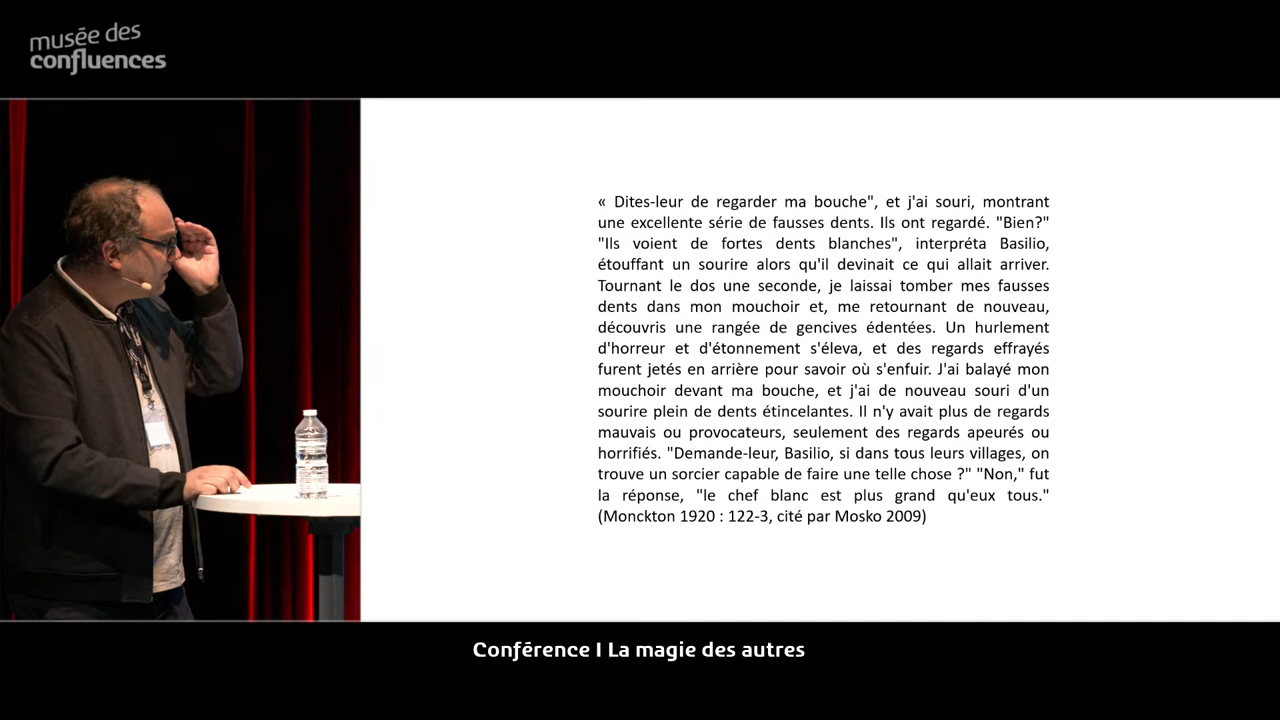 musée des
confluences
« Dites-leur de regarder ma bouche", et j'ai souri, montrant
une excellente série de fausses dents. Ils ont regardé. "Bien?"
"Ils voient de fortes dents blanches", interpréta Basilio,
étouffant un sourire alors qu'il devinait ce qui allait arriver.
Tournant le dos une seconde, je laissai tomber mes fausses
dents dans mon mouchoir et, me retournant de nouveau,
découvris une rangée de gencives édentées. Un hurlement
d'horreur et d'étonnement s'éleva, et des regards effrayés
furent jetés en arrière pour savoir où s'enfuir. J'ai balayé mon
mouchoir devant ma bouche, et j'ai de nouveau souri d'un
sourire plein de dents étincelantes. Il n'y avait plus de regards
mauvais ou provocateurs, seulement des regards apeurés ou
horrifiés. "Demande-leur, Basilio, si dans tous leurs villages, on
trouve un sorcier capable de faire une telle chose ?" "Non," fut
la réponse, "le chef blanc est plus grand qu'eux tous."
(Monckton 1920 : 122-3, cité par Mosko 2009)
Conférence I La magie des autres